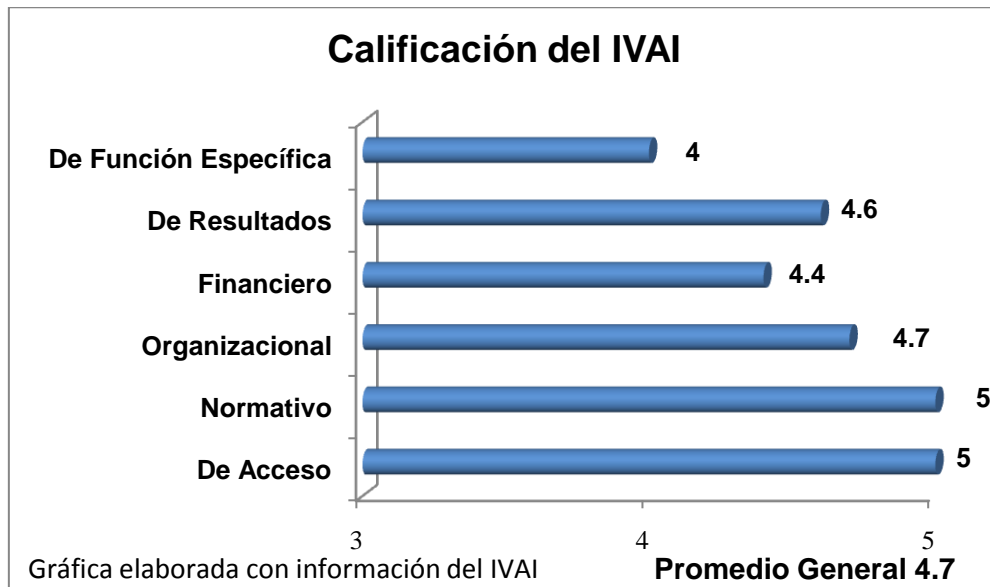 Calificación del IVAI
De Función Específica
4
De Resultados
4.6
Financiero
4.4
Organizacional
4.7
Normativo
5
De Acceso
5
3
4
5
Gráfica elaborada con información del IVAI
Promedio General 4.7